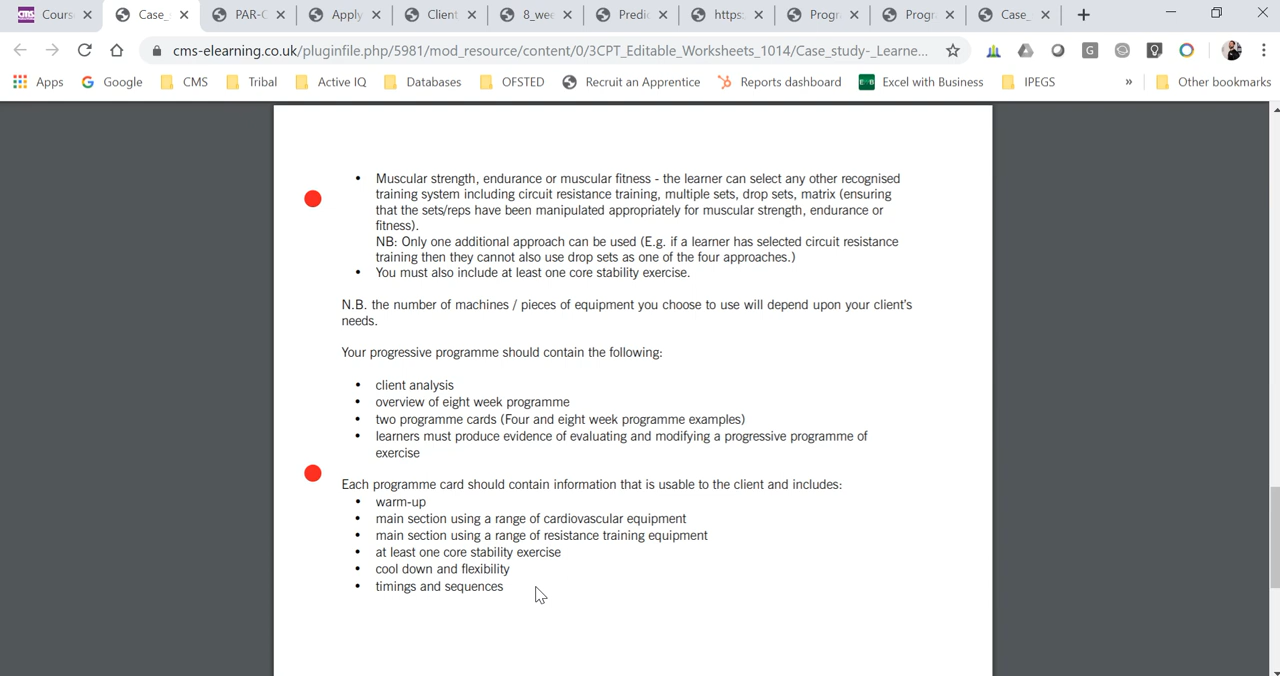 Cours
Case_
PAR-C
Apply
Client
8_wee
Predic
https:
Progr
Progr
Case_
cms-elearning.co.uk/pluginfile.php/5981/mod_resource/content/0/3CPT_Editable_Worksheets_1014/Case_study-_Learne...
Apps
Google
CMS
Tribal
Active IQ
Databases
OFSTED
Recruit an Apprentice
Reports dashboard
Excel with Business
IPEGS
»
Other bookmarks
• Muscular strength, endurance or muscular fitness - the learner can select any other recognised
training system including circuit resistance training, multiple sets, drop sets, matrix (ensuring
that the sets/reps have been manipulated appropriately for muscular strength, endurance or
fitness).
NB: Only one additional approach can be used (E.g. if a learner has selected circuit resistance
training then they cannot also use drop sets as one of the four approaches.)
• You must also include at least one core stability exercise.
N.B. the number of machines / pieces of equipment you choose to use will depend upon your client's
needs.
Your progressive programme should contain the following:
• client analysis
• overview of eight week programme
• two programme cards (Four and eight week programme examples)
• learners must produce evidence of evaluating and modifying a progressive programme of
exercise
Each programme card should contain information that is usable to the client and includes:
• warm-up
• main section using a range of cardiovascular equipment
• main section using a range of resistance training equipment
• at least one core stability exercise
• cool down and flexibility
• timings and sequences